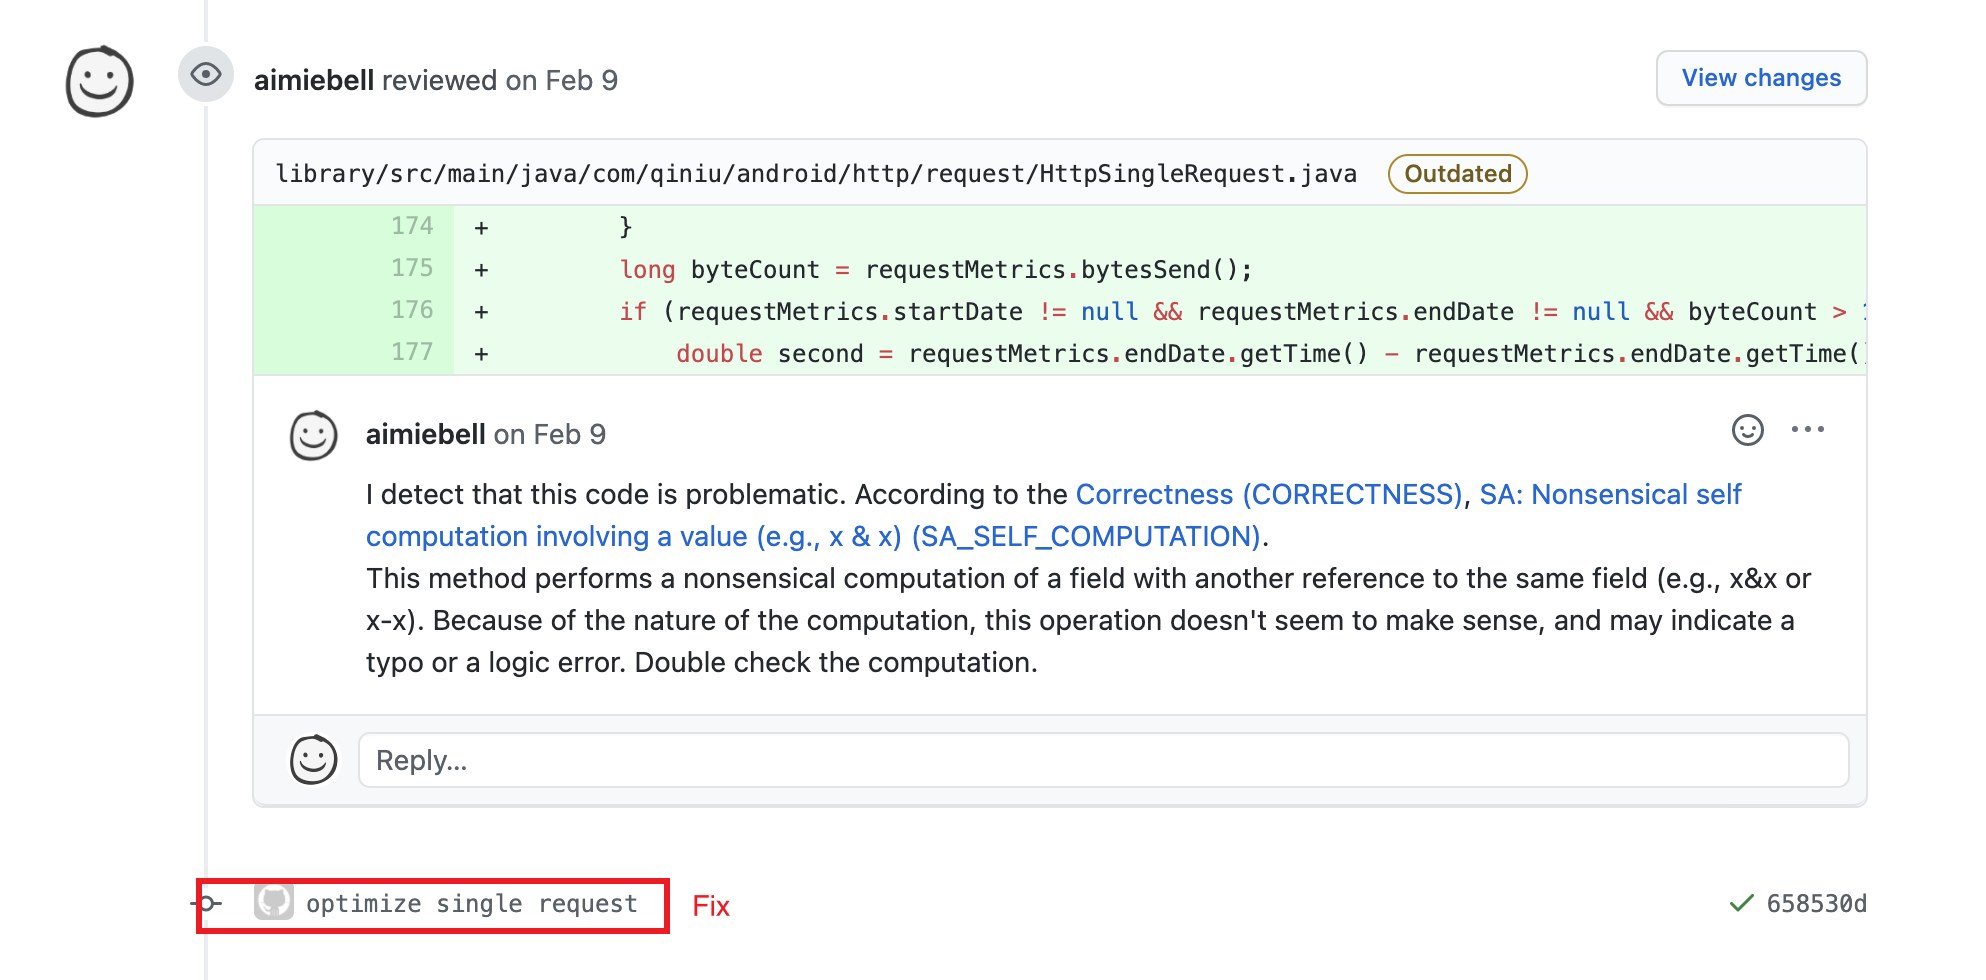 aimiebell reviewed on Feb 9
View changes
library/src/main/java/com/qiniu/android/http/request/HttpSingleRequest.java Outdated
174 + }
175 + long byteCount = requestMetrics.bytesSend();
176 + if (requestMetrics.startDate != null && requestMetrics.endDate != null && byteCount >
177 + double second = requestMetrics.endDate.getTime() - requestMetrics.endDate.getTime()
aimiebell on Feb 9
I detect that this code is problematic. According to the Correctness (CORRECTNESS), SA: Nonsensical self
computation involving a value (e.g., x & x) (SA_SELF_COMPUTATION).
This method performs a nonsensical computation of a field with another reference to the same field (e.g., x&x or
x-x). Because of the nature of the computation, this operation doesn't seem to make sense, and may indicate a
typo or a logic error. Double check the computation.
Reply...
optimize single request Fix 658530d